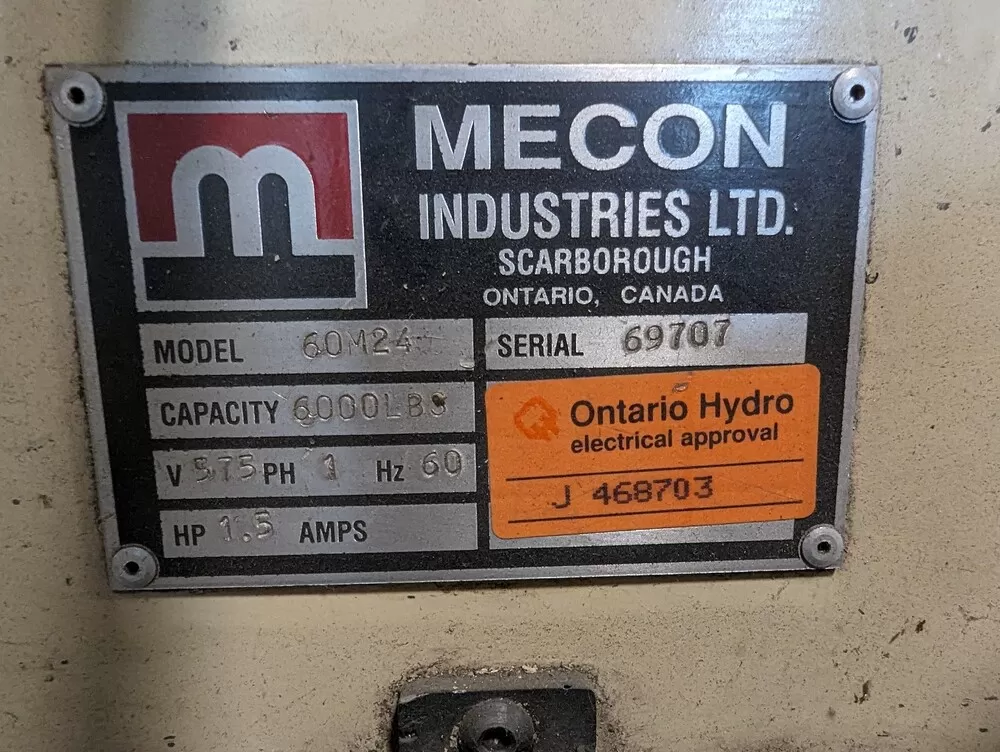 MECON
INDUSTRIES LTD.
SCARBOROUGH
ONTARIO, CANADA
MODEL 60M24
SERIAL 69707
CAPACITY 6000LBS
V 575 PH 1 Hz 60
HP 1.5 AMPS
Ontario Hydro
electrical approval
J 468703